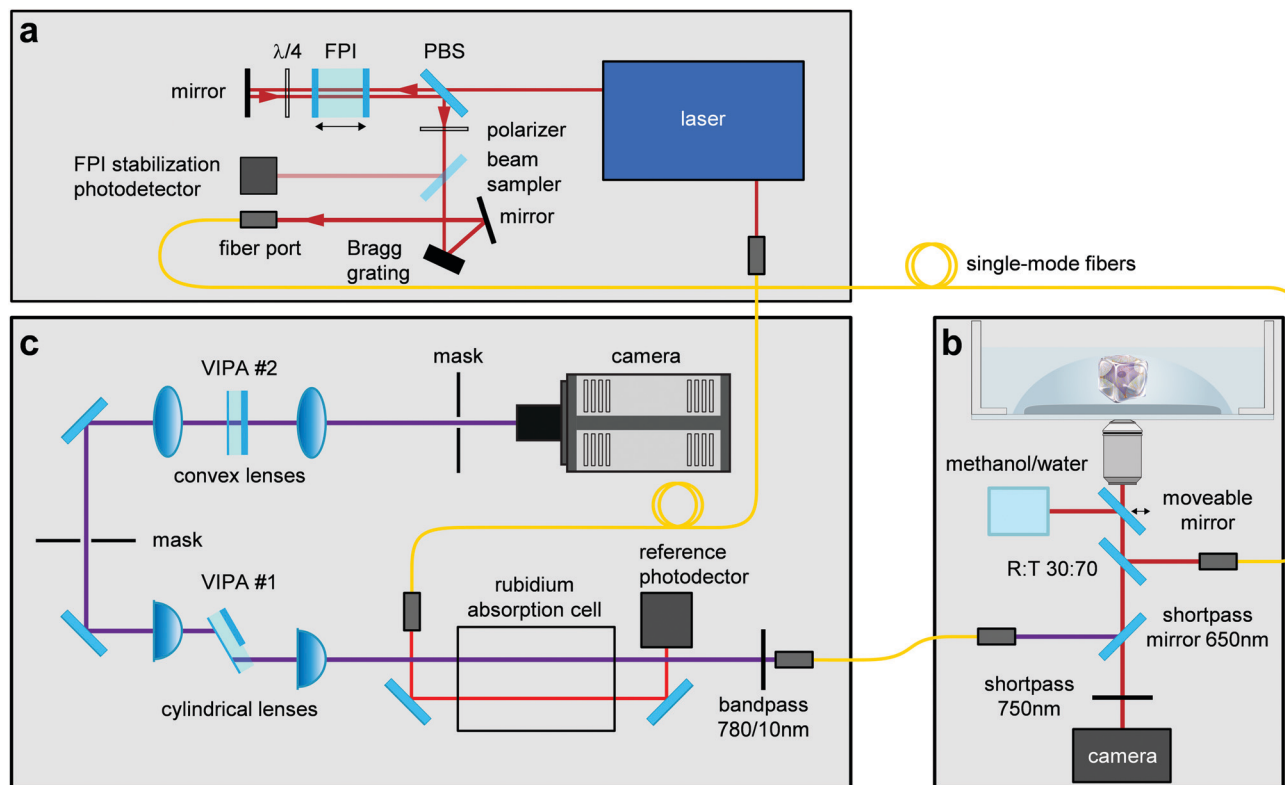 a
λ/4
FPI
PBS
mirror
laser
polarizer
FPI stabilization
photodetector
beam
sampler
mirror
fiber port
Bragg
grating
single-mode fibers
c
VIPA #2
mask
camera
convex lenses
mask
VIPA #1
rubidium
absorption cell
reference
photodector
cylindrical lenses
bandpass
780/10nm
b
methanol/water
moveable
mirror
R:T 30:70
shortpass
mirror 650nm
shortpass
750nm
camera